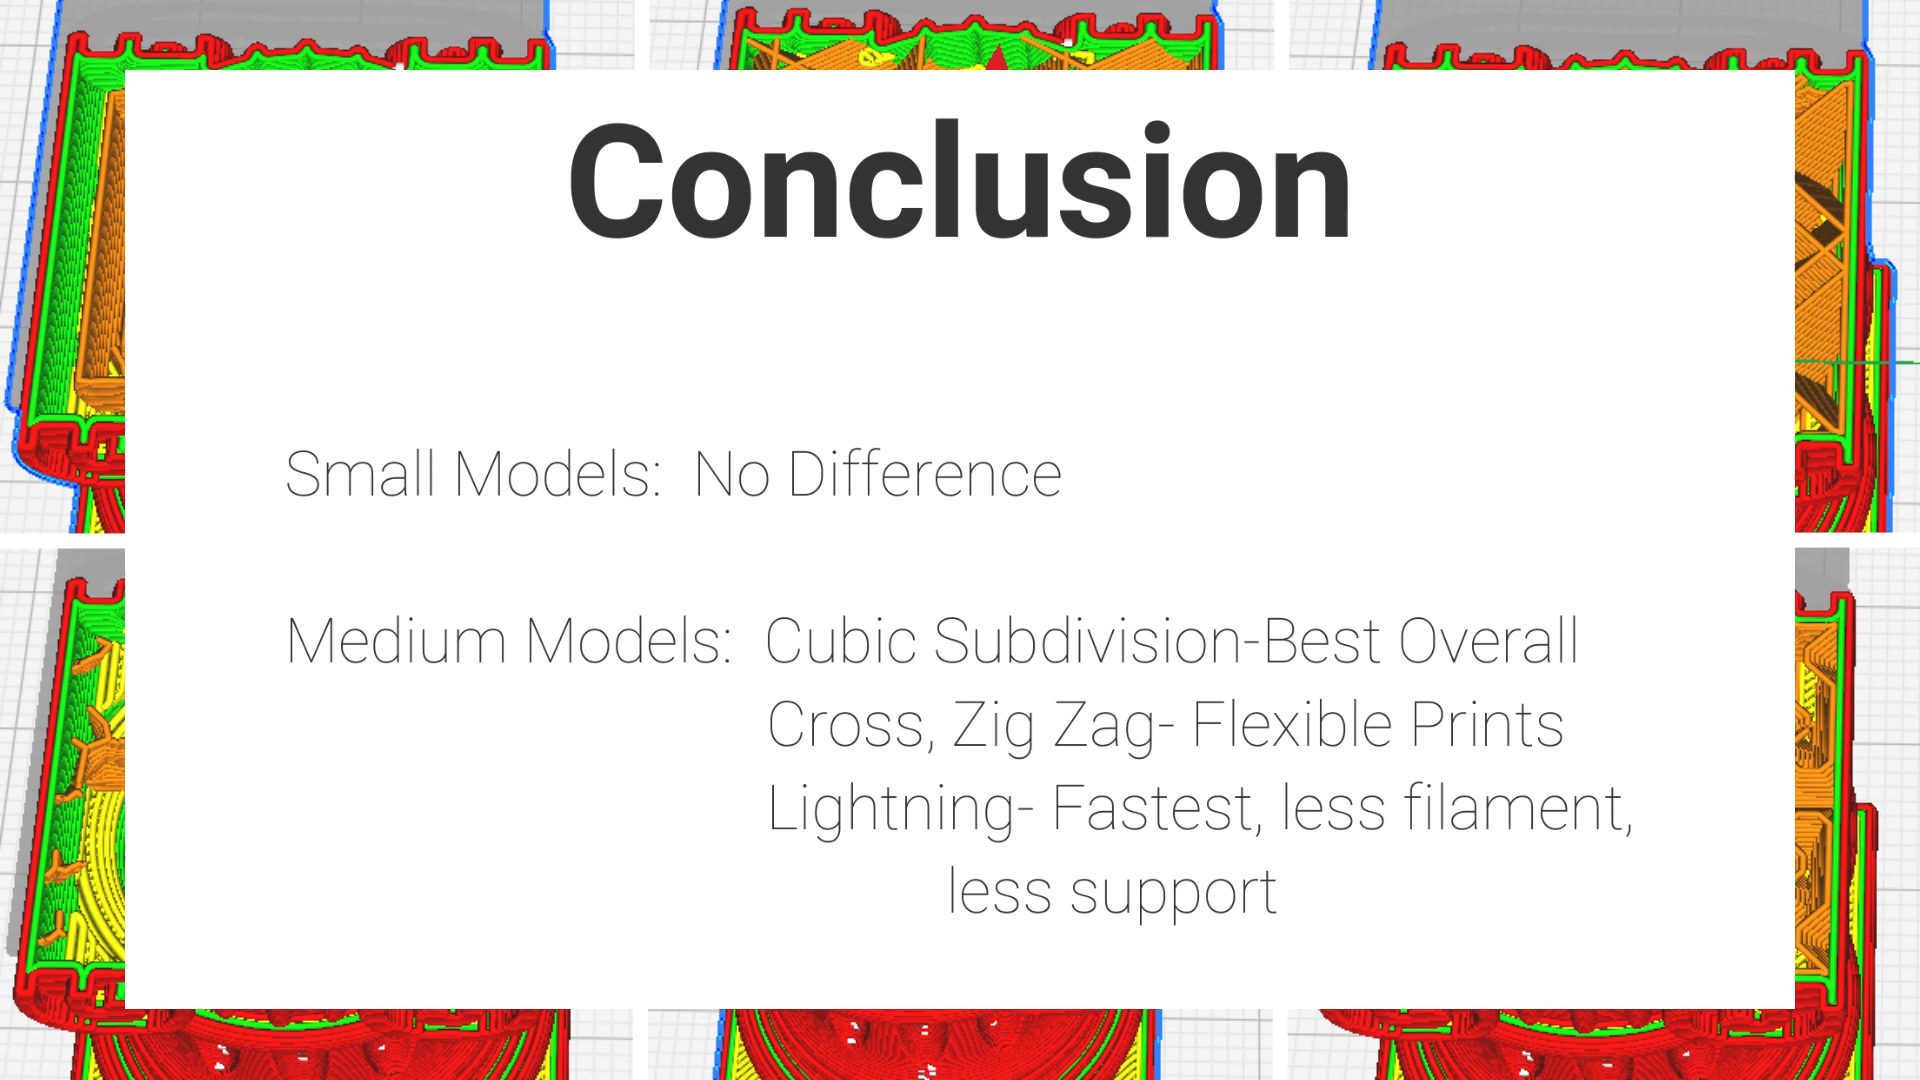 Conclusion
Small Models: No Difference
Medium Models: Cubic Subdivision-Best Overall
Cross, Zig Zag- Flexible Prints
Lightning- Fastest, less filament,
less support